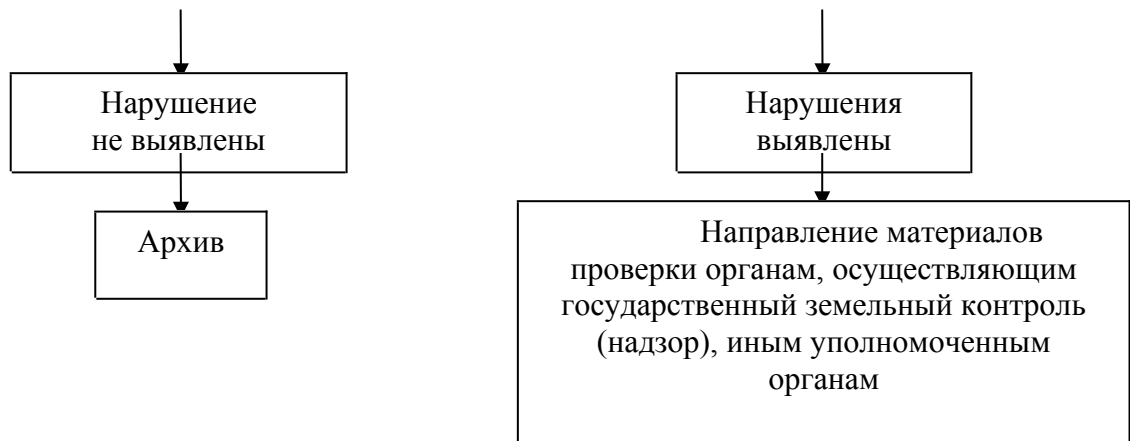 Нарушение
не выявлены
Архив
Нарушения
выявлены
Направление материалов
проверки органам, осуществляющим
государственный земельный контроль
(надзор), иным уполномоченным
органам